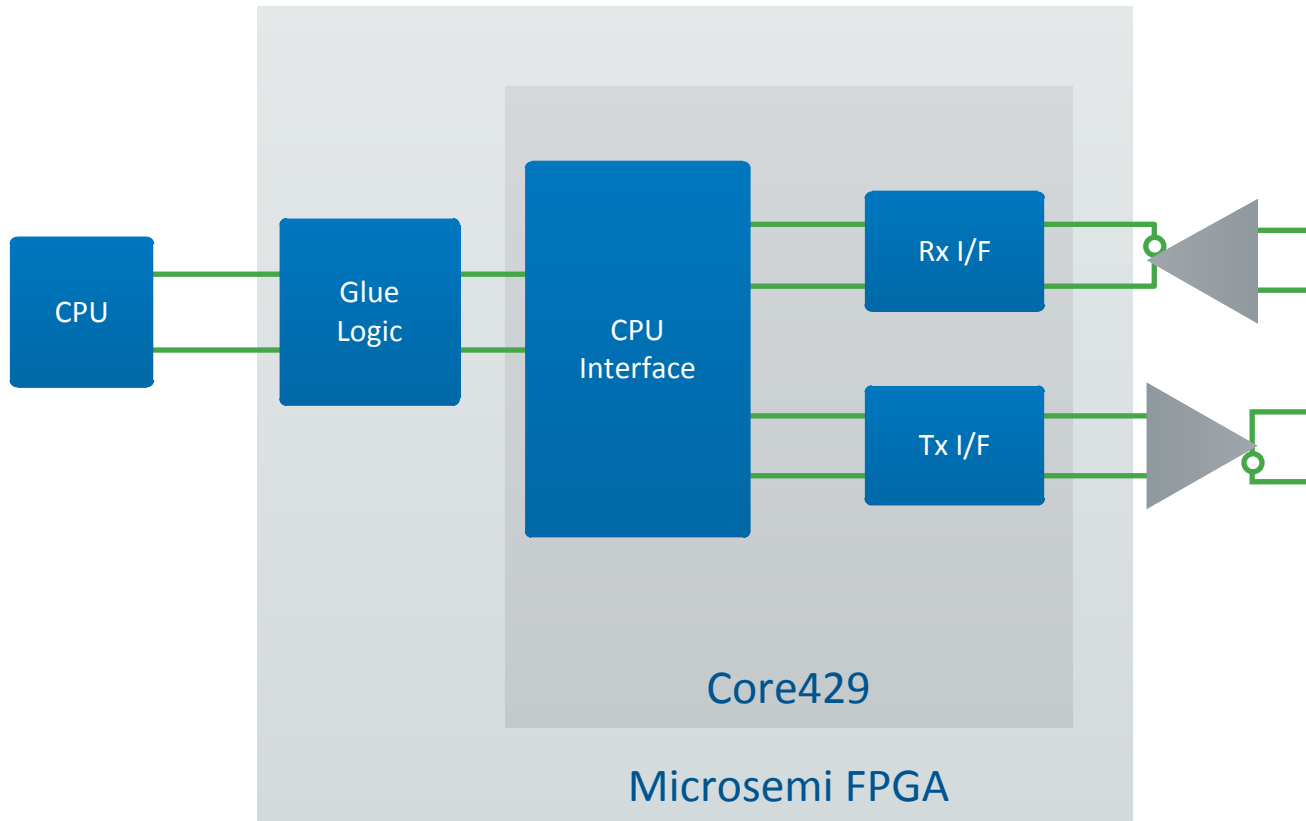 CPU
Glue
Logic
CPU
Interface
Rx I/F
Tx I/F
Core429
Microsemi FPGA